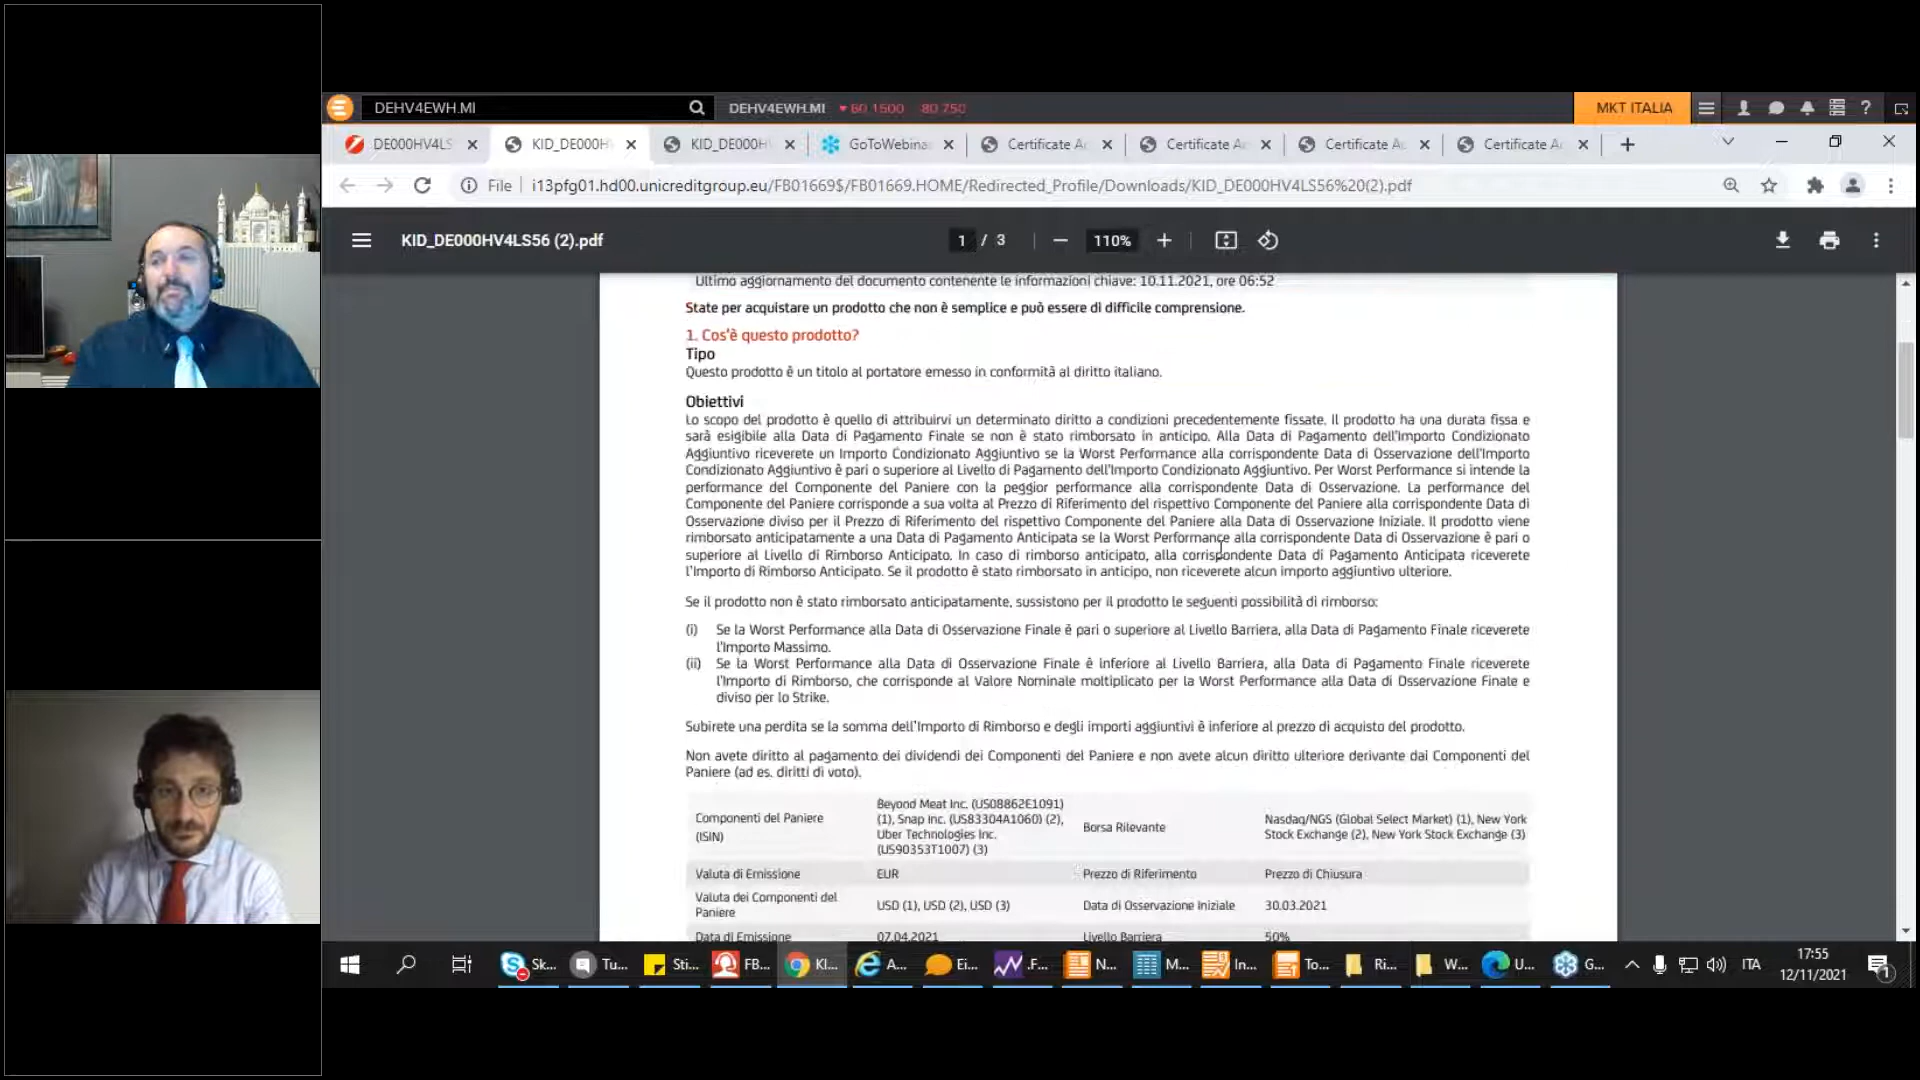 DEHV4EWH.MI
DEHV4EWH.MI 60.1500 -80.750
MKT ITALIA
?
DE000HV4LS
KID_DE000H
KID_DE000H
GoToWebina
Certificate A
Certificate A
Certificate A
Certificate A
File i13pfg01.hd00.unicreditgroup.eu/FB01669$/FB01669.HOME/Redirected_Profile/Downloads/KID_DE000HV4LS56%20(2).pdf
KID_DE000HV4LS56 (2).pdf
1 / 3
110%
Ultimo aggiornamento del documento contenente le informazioni chiave: 10.11.2021, ore 06:52
State per acquistare un prodotto che non è semplice e può essere di difficile comprensione.
1. Cos'è questo prodotto?
Tipo
Questo prodotto è un titolo al portatore emesso in conformità al diritto italiano.
Obiettivi
Lo scopo del prodotto è quello di attribuirvi un determinato diritto a condizioni precedentemente fissate. Il prodotto ha una durata fissa e
sarà esigibile alla Data di Pagamento Finale se non è stato rimborsato in anticipo. Alla Data di Pagamento dell'Importo Condizionato
Aggiuntivo riceverete un Importo Condizionato Aggiuntivo se la Worst Performance alla corrispondente Data di Osservazione dell'Importo
Condizionato Aggiuntivo è pari o superiore al Livello di Pagamento dell'Importo Condizionato Aggiuntivo. Per Worst Performance si intende la
performance del Componente del Paniere con la peggior performance alla corrispondente Data di Osservazione. La performance del
Componente del Paniere corrisponde a sua volta al Prezzo di Riferimento del rispettivo Componente del Paniere alla corrispondente Data di
Osservazione diviso per il Prezzo di Riferimento del rispettivo Componente del Paniere alla Data di Osservazione Iniziale. Il prodotto viene
rimborsato anticipatamente a una Data di Pagamento Anticipata se la Worst Performance alla corrispondente Data di Osservazione è pari o
superiore al Livello di Rimborso Anticipato. In caso di rimborso anticipato, alla corrispondente Data di Pagamento Anticipata riceverete
l'Importo di Rimborso Anticipato. Se il prodotto è stato rimborsato in anticipo, non riceverete alcun importo aggiuntivo ulteriore.
Se il prodotto non è stato rimborsato anticipatamente, sussistono per il prodotto le seguenti possibilità di rimborso:
(i) Se la Worst Performance alla Data di Osservazione Finale è pari o superiore al Livello Barriera, alla Data di Pagamento Finale riceverete
l'Importo Massimo.
(ii) Se la Worst Performance alla Data di Osservazione Finale è inferiore al Livello Barriera, alla Data di Pagamento Finale riceverete
l'Importo di Rimborso, che corrisponde al Valore Nominale moltiplicato per la Worst Performance alla Data di Osservazione Finale e
diviso per lo Strike.
Subirete una perdita se la somma dell'Importo di Rimborso e degli importi aggiuntivi è inferiore al prezzo di acquisto del prodotto.
Non avete diritto al pagamento dei dividendi dei Componenti del Paniere e non avete alcun diritto ulteriore derivante dai Componenti del
Paniere (ad es. diritti di voto).
Componenti del Paniere
(ISIN)
Beyond Meat Inc. (US08862E1091)
(1), Snap Inc. (US83304A1060) (2),
Uber Technologies Inc.
(US90353T1007) (3)
Borsa Rilevante
Nasdaq/NGS (Global Select Market) (1), New York
Stock Exchange (2), New York Stock Exchange (3)
Valuta di Emissione EUR Prezzo di Riferimento Prezzo di Chiusura
Valuta dei Componenti del
Paniere
USD (1), USD (2), USD (3) Data di Osservazione Iniziale 30.03.2021
Data di Emissione 07.04.2021 Livello Barriera 50%
Sk... Tu... Sti... FB... Kl... A... Ei... .F... N... M... In... To... Ri... W... U... G...
ITA
17:55
12/11/2021
1